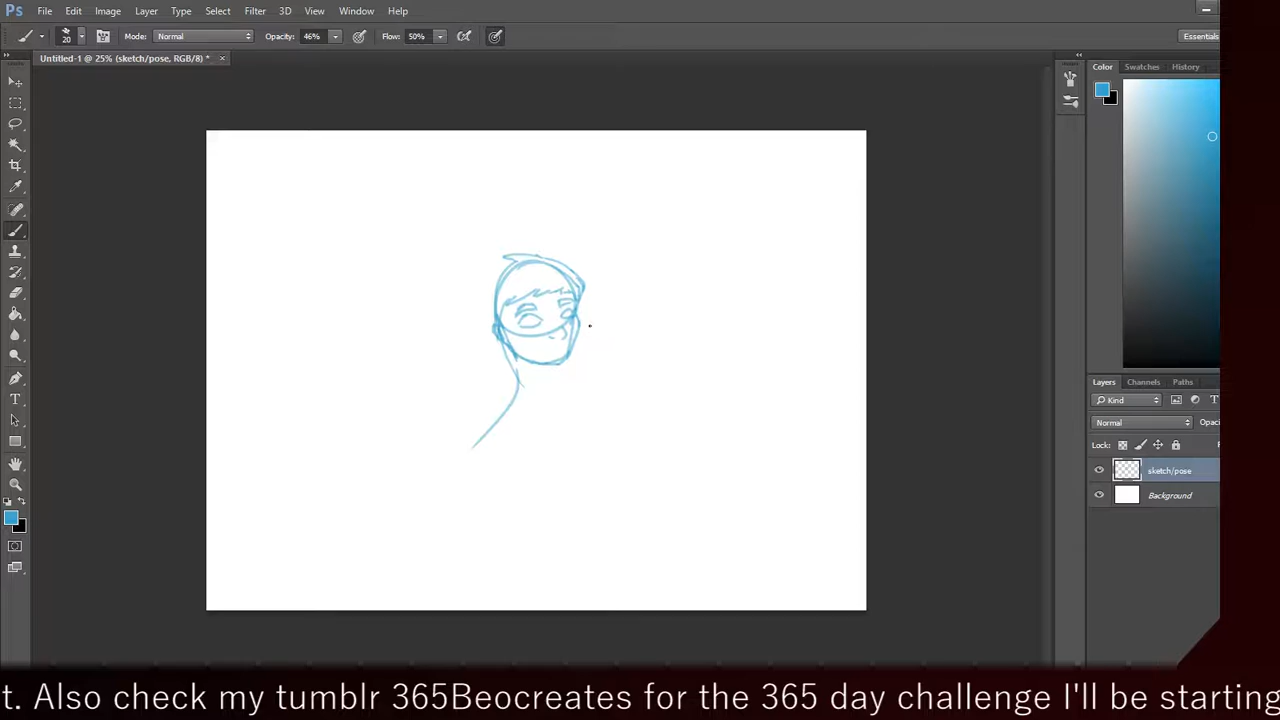 Ps File Edit Image Layer Type Select Filter 3D View Window Help
20 Mode: Normal Opacity: 46% Flow: 50% Essentials
Untitled-1 @ 25% (sketch/pose, RGB/8) *
Color Swatches History
Layers Channels Paths
Kind
Normal Opac
Lock:
sketch/pose
Background
t. Also check my tumblr 365Beocreates for the 365 day challenge I'll be starting